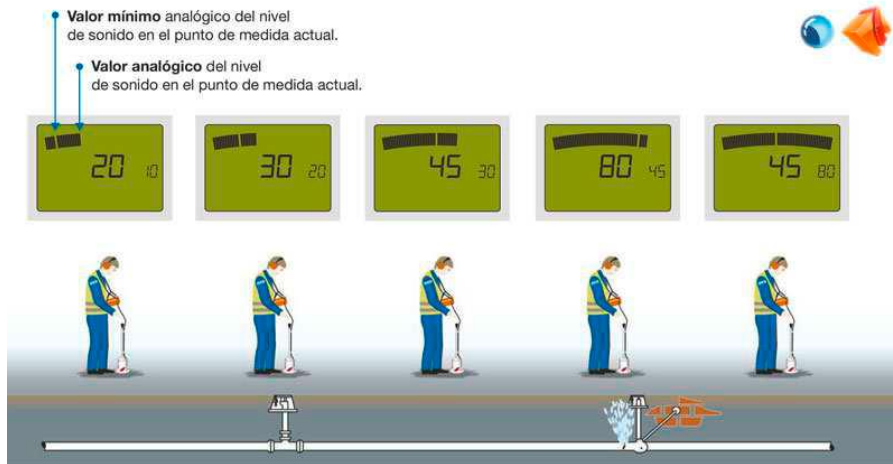 Valor mínimo analógico del nivel
de sonido en el punto de medida actual.
Valor analógico del nivel
de sonido en el punto de medida actual.
20 10
30 20
45 30
80 45
45 80